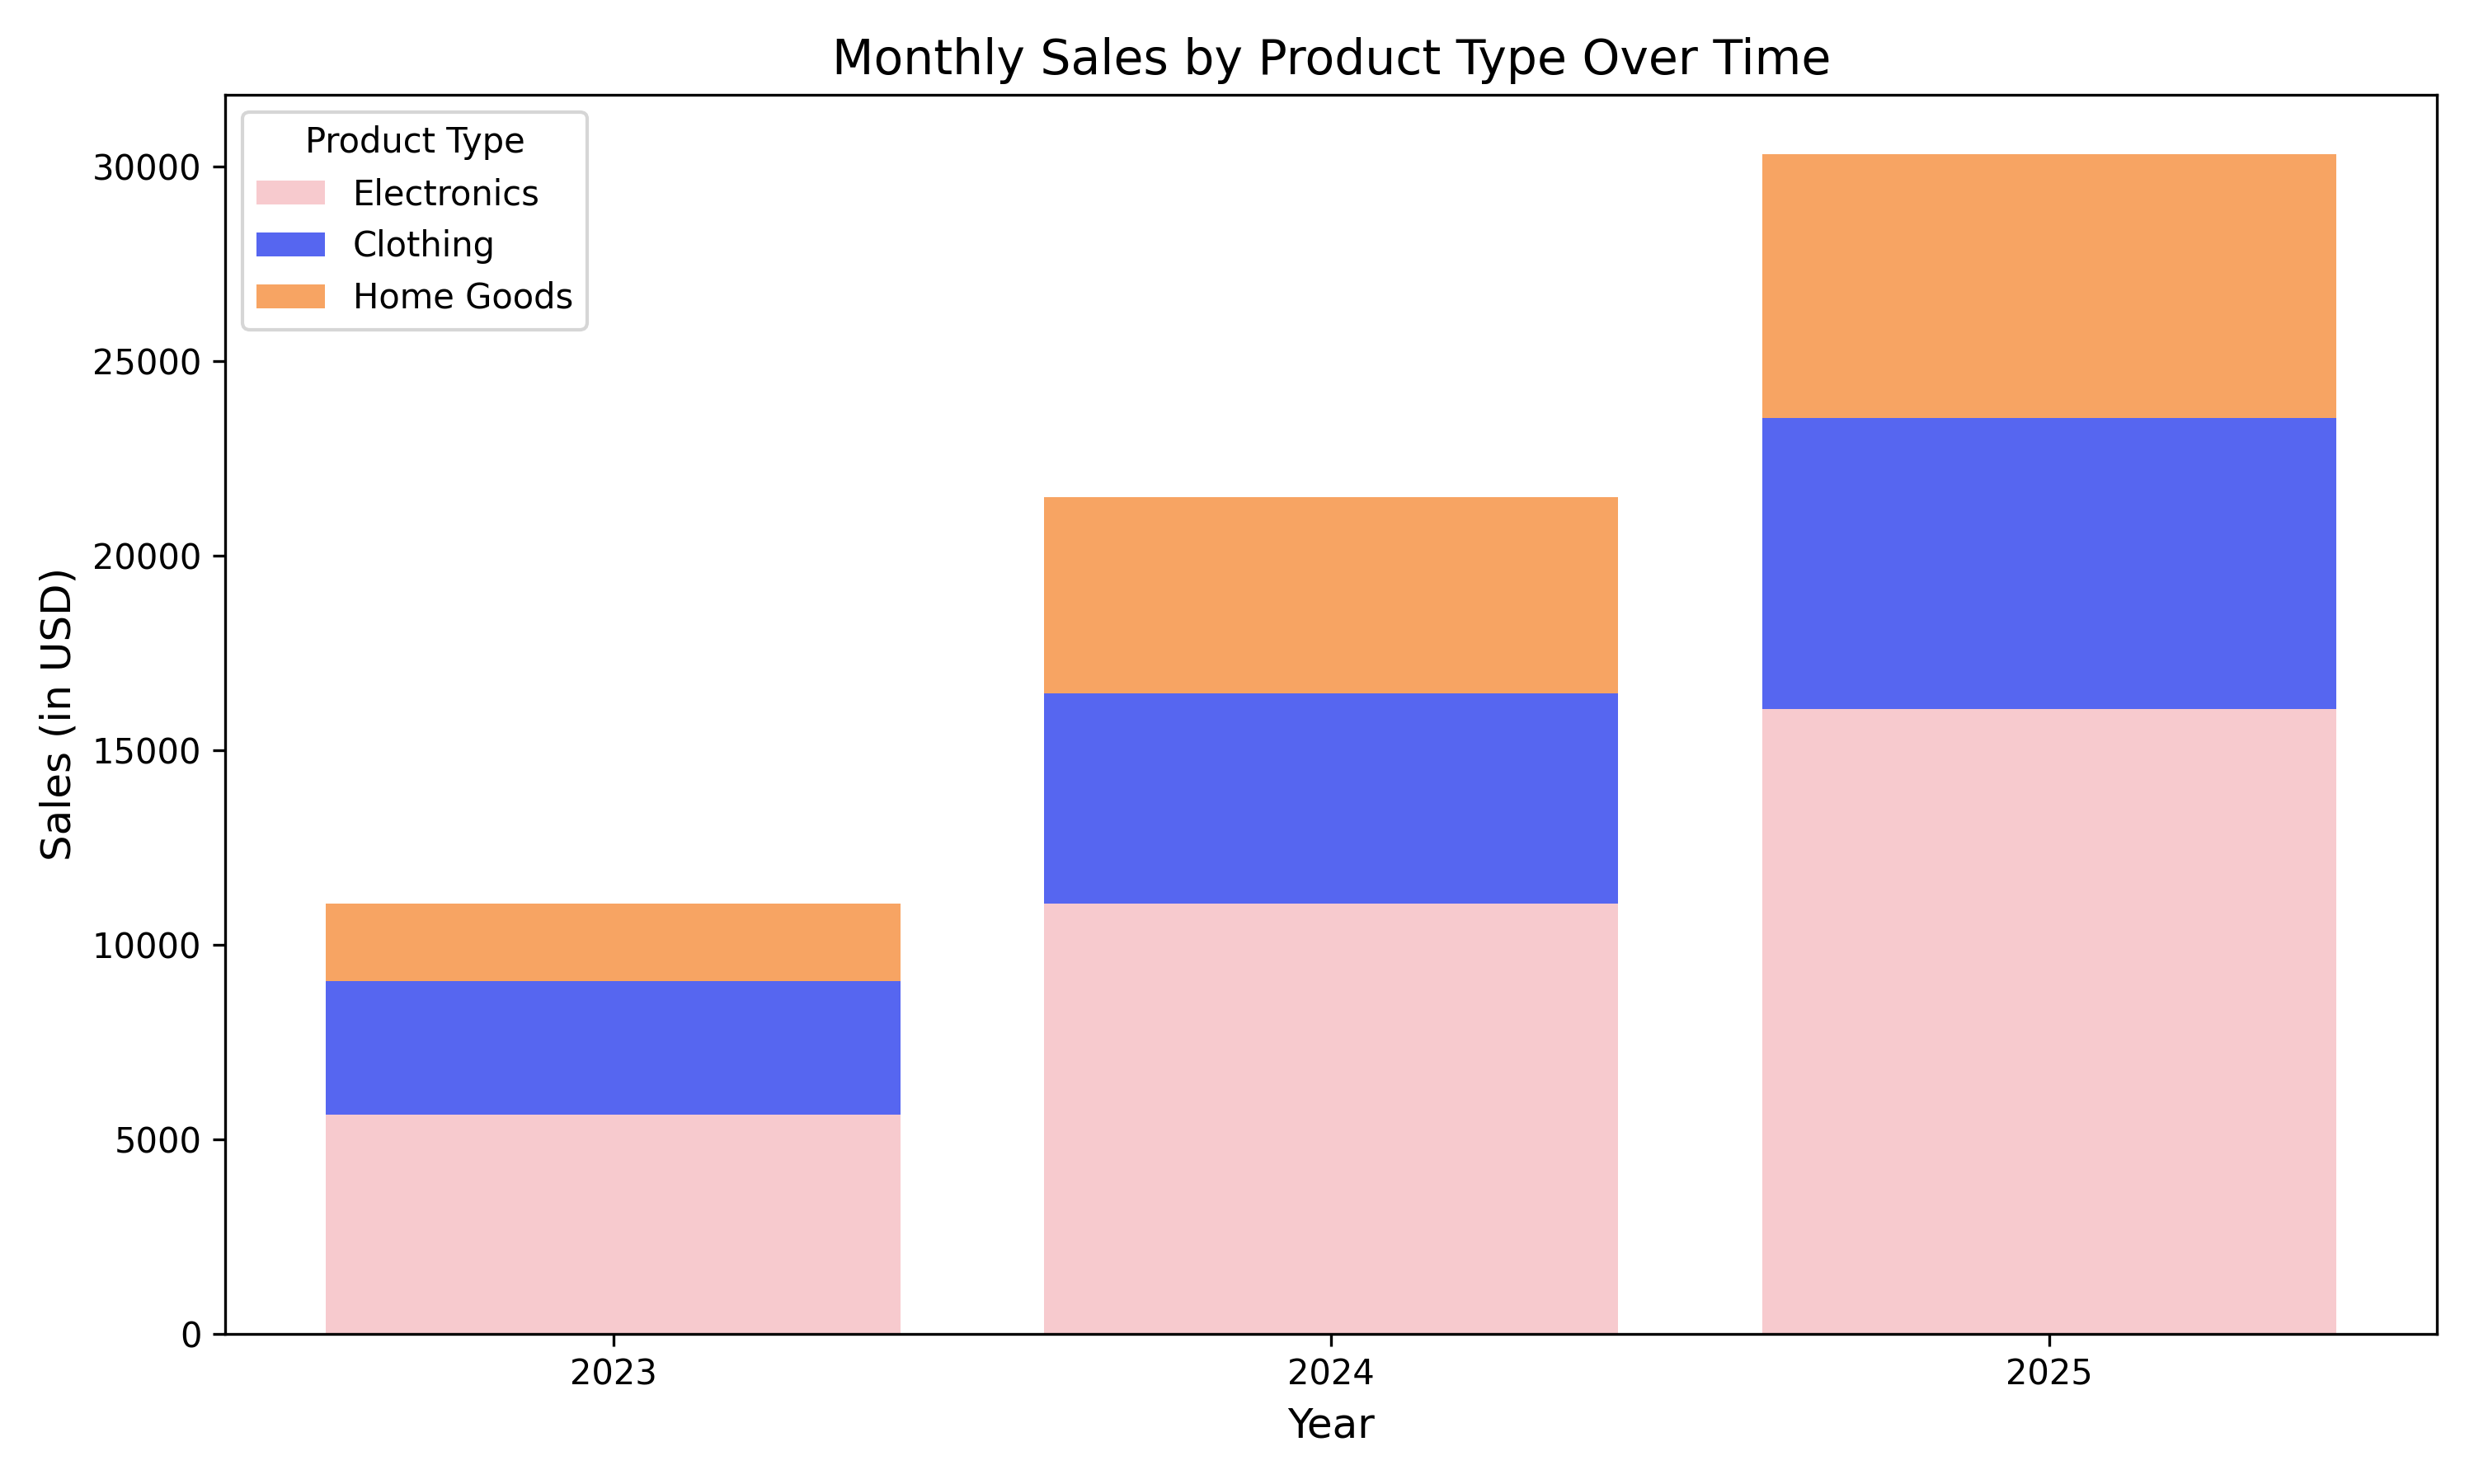 Monthly Sales by Product Type Over Time
Product Type
Electronics
Clothing
Home Goods
30000
25000
20000
15000
10000
5000
0
Sales (in USD)
2023
2024
2025
Year